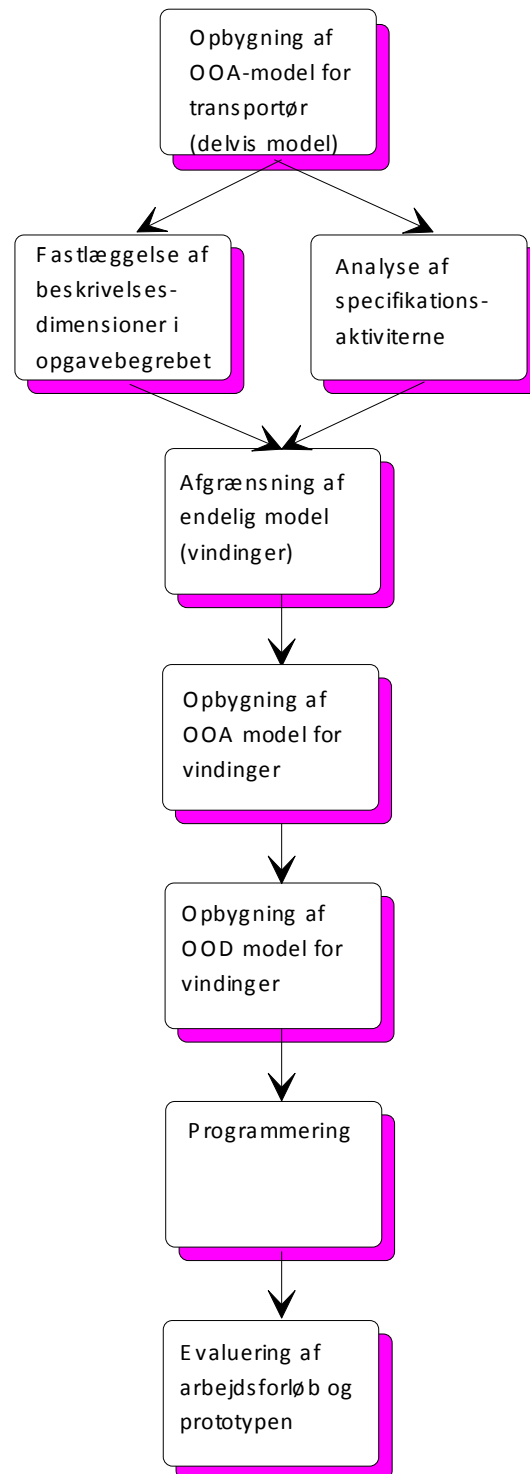 Opbygning af
OOA-model for
transportør
(delvis model)
Fastlæggelse af
beskrivelses-
dimensioner i
opgavebegrebet
Analyse af
specifikations-
aktiviterne
Afgrænsning af
endelig model
(vindinger)
Opbygning af
OOA model for
vindinger
Opbygning af
OOD model for
vindinger
Programmering
Evaluering af
arbejdsforløb og
prototypen